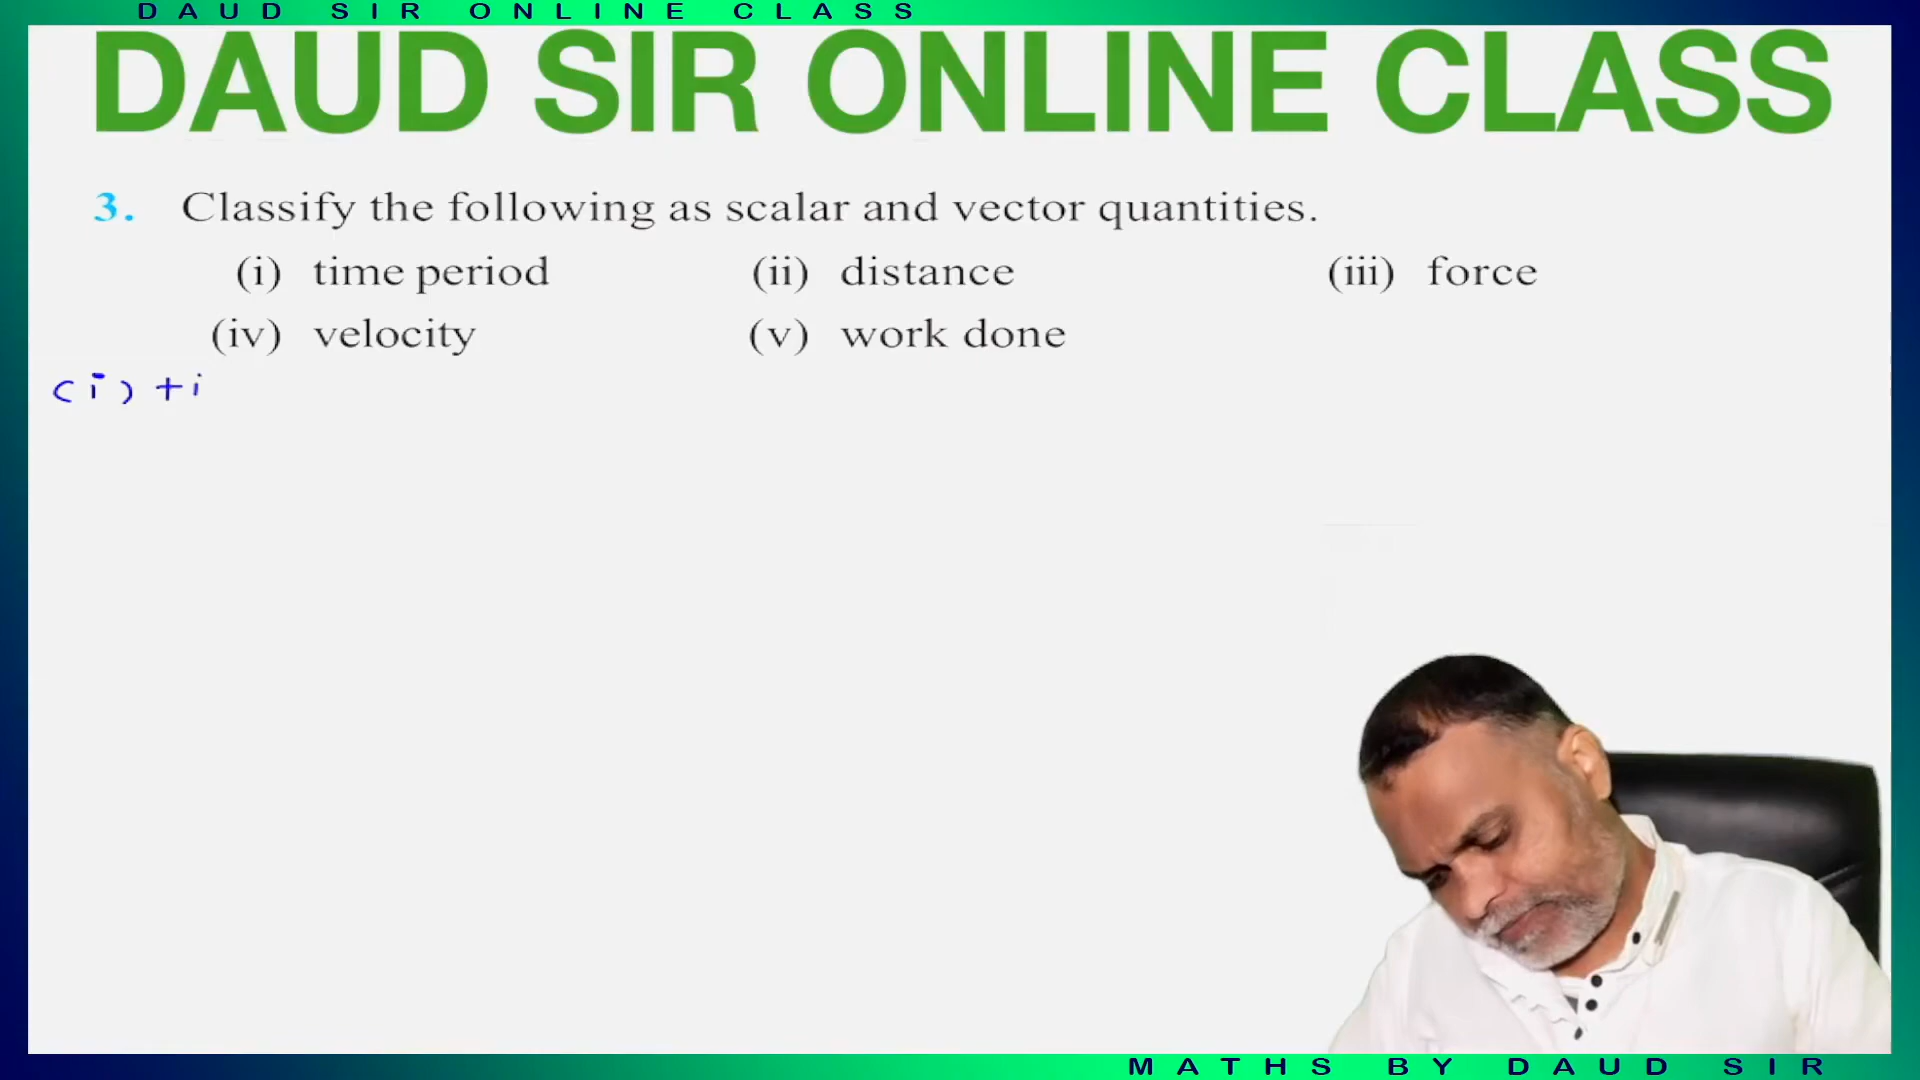 DAUD SIR ONLINE CLASS
DAUD SIR ONLINE CLASS
3. Classify the following as scalar and vector quantities.
(i) time period (ii) distance (iii) force
(iv) velocity (v) work done
(i) ti
MATHS BY DAUD SIR